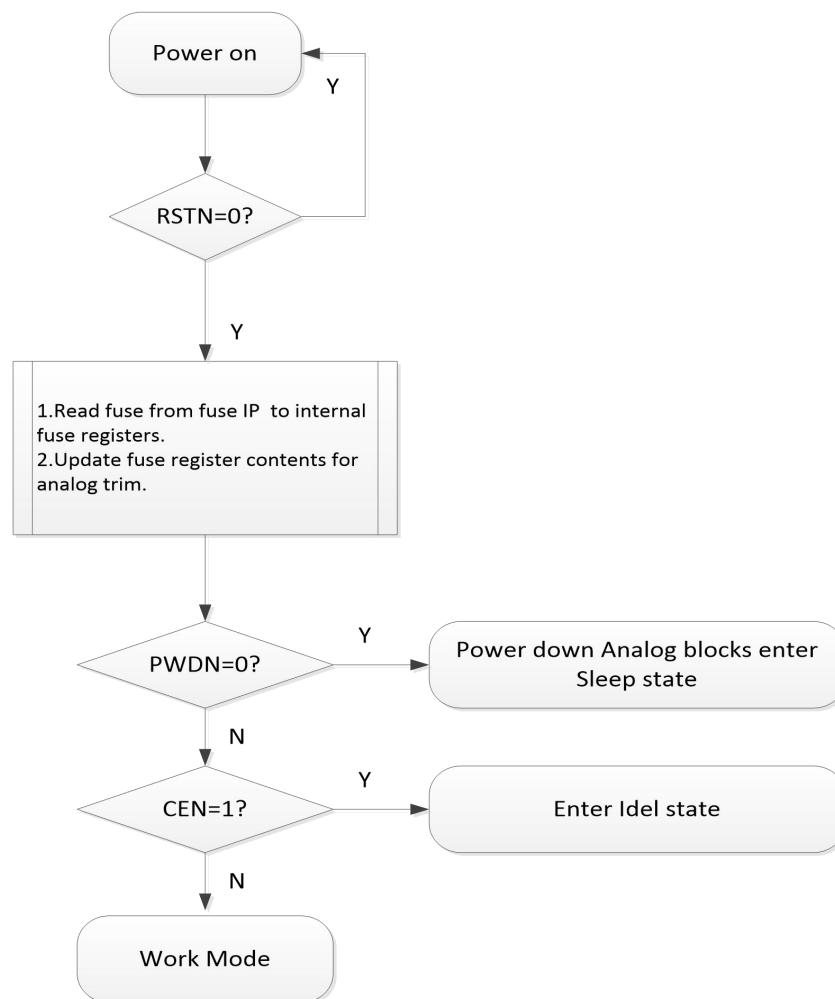 Power on
Y
RSTN=0?
Y
1.Read fuse from fuse IP  to internal
fuse registers.
2.Update fuse register contents for
analog trim.
PWDN=0?
Y
Power down Analog blocks enter
Sleep state
N
CEN=1?
Y
Enter Idel state
N
Work Mode